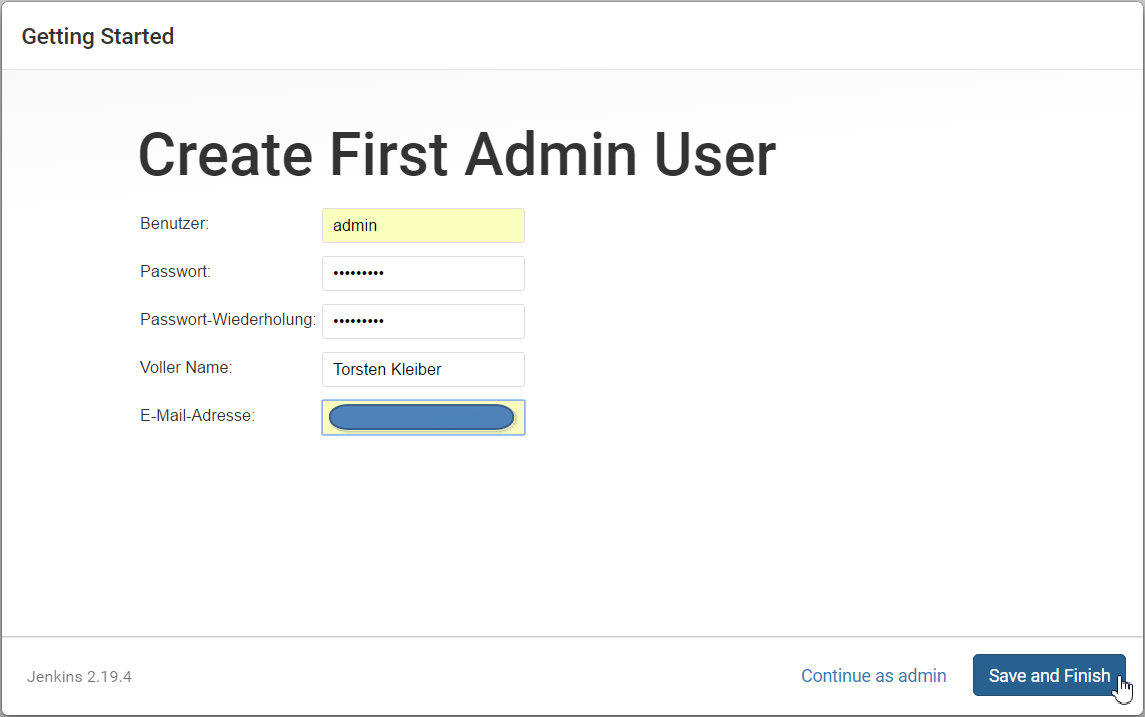 Getting Started
Create First Admin User
Benutzer: admin
Passwort: •••••••••
Passwort-Wiederholung: •••••••••
Voller Name: Torsten Kleiber
E-Mail-Adresse:
Jenkins 2.19.4 Continue as admin Save and Finish